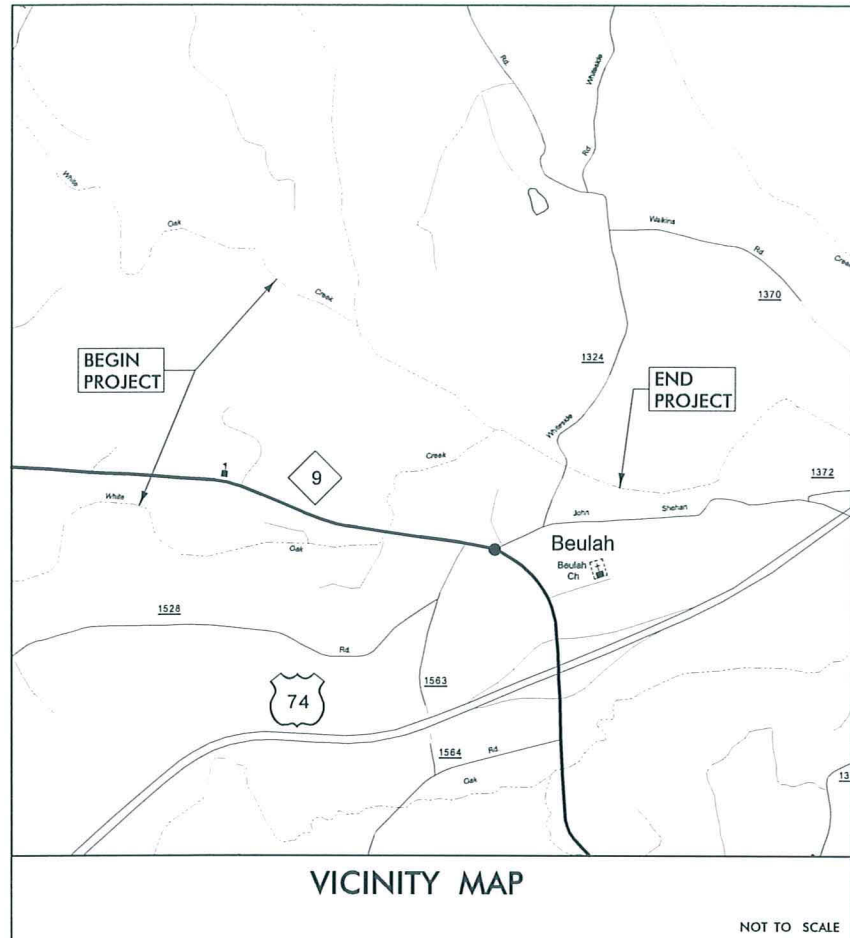 Rd.
Whiteside
Rd.
White
Oak
Watkins
Rd.
Creek
1370
Creek
BEGIN
PROJECT
1324
END
PROJECT
Whiteside
Creek
1
9
1372
White
John
Shehan
Oak
Beulah
Beulah
Ch
1528
Rd.
1563
74
1564
Rd.
Oak
13
VICINITY MAP
NOT TO SCALE